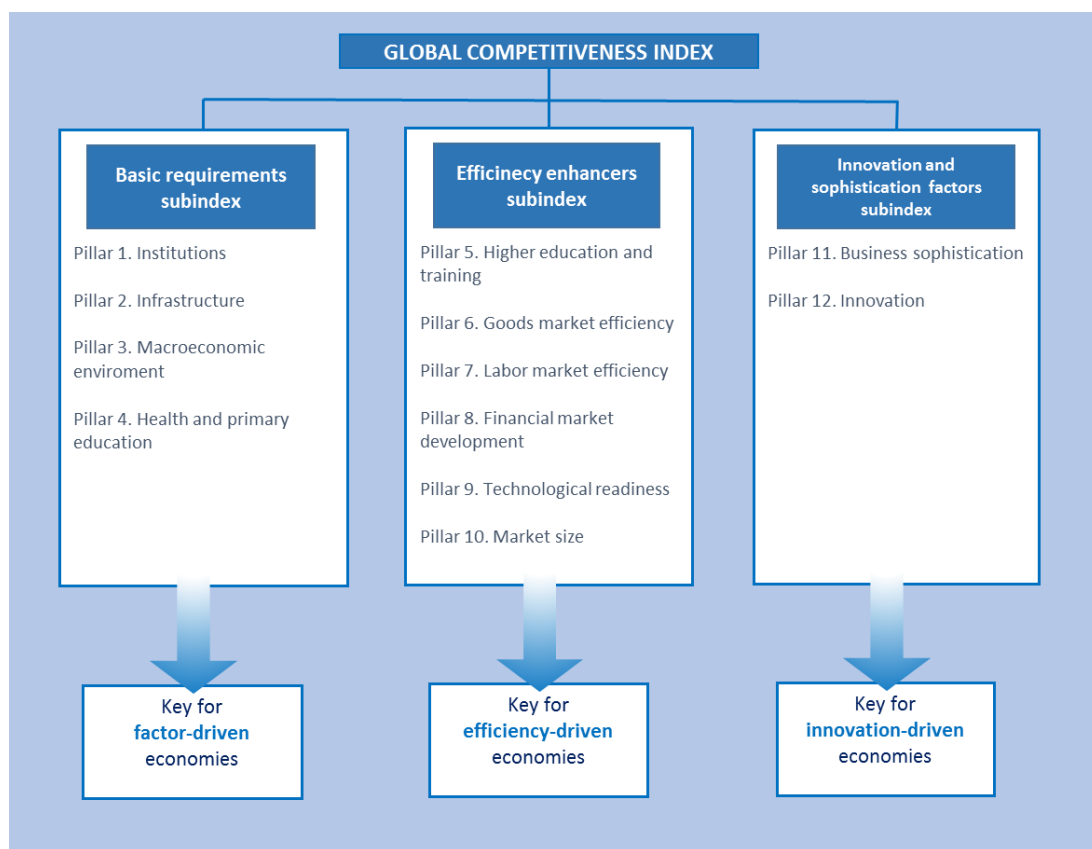 GLOBAL COMPETITIVENESS INDEX
Basic requirements
subindex
Pillar 1. Institutions
Pillar 2. Infrastructure
Pillar 3. Macroeconomic
enviroment
Pillar 4. Health and primary
education
Key for
factor-driven
economies
Efficinecy enhancers
subindex
Pillar 5. Higher education and
training
Pillar 6. Goods market efficiency
Pillar 7. Labor market efficiency
Pillar 8. Financial market
development
Pillar 9. Technological readiness
Pillar 10. Market size
Key for
efficiency-driven
economies
Innovation and
sophistication factors
subindex
Pillar 11. Business sophistication
Pillar 12. Innovation
Key for
innovation-driven
economies